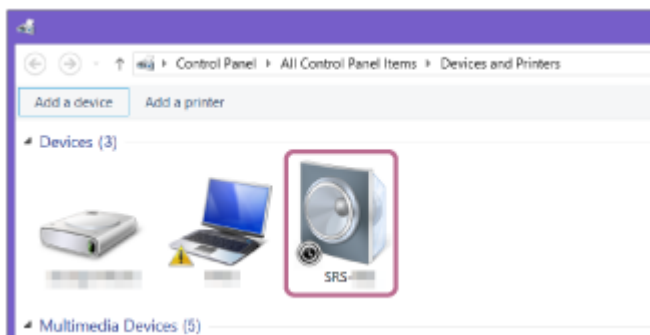 Control Panel › All Control Panel Items › Devices and Printers
Add a device Add a printer
Devices (3)
SRS-
Multimedia Devices (5)